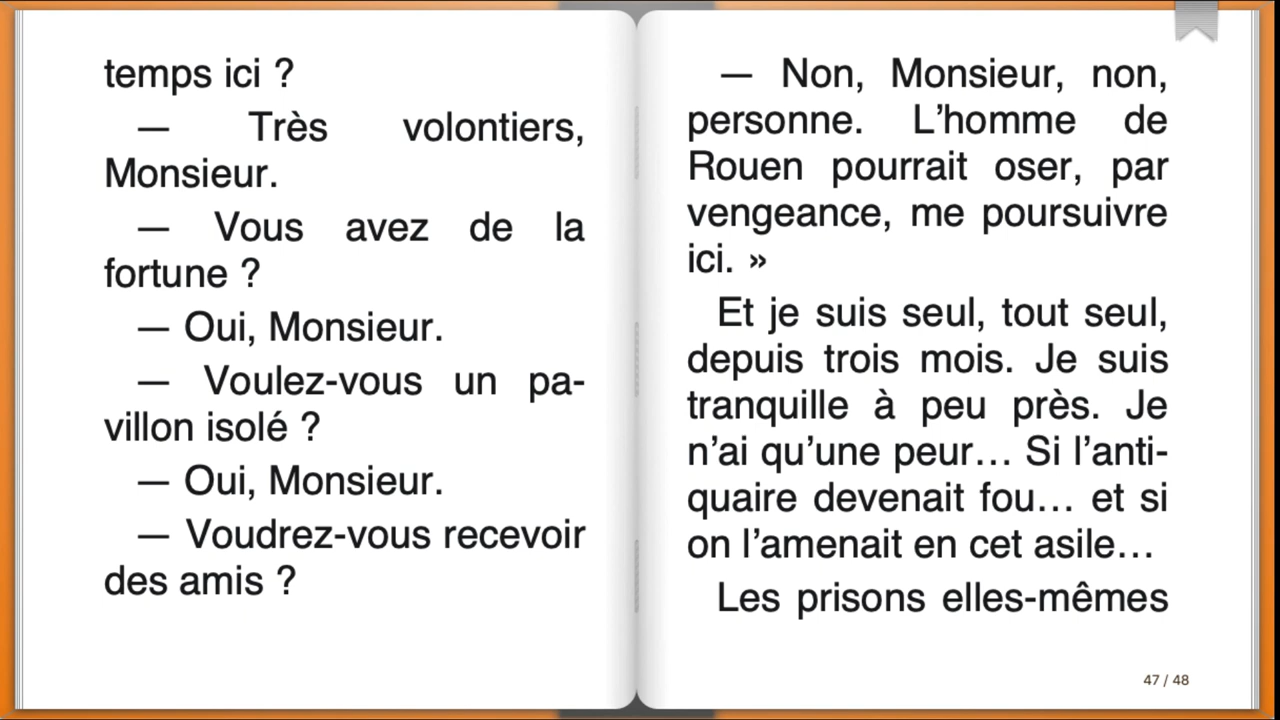 temps ici ?
— Très volontiers,
Monsieur.
— Vous avez de la
fortune ?
— Oui, Monsieur.
— Voulez-vous un pa-
villon isolé ?
— Oui, Monsieur.
— Voudrez-vous recevoir
des amis ?
— Non, Monsieur, non,
personne. L’homme de
Rouen pourrait oser, par
vengeance, me poursuivre
ici. »
Et je suis seul, tout seul,
depuis trois mois. Je suis
tranquille à peu près. Je
n’ai qu’une peur… Si l’anti-
quaire devenait fou… et si
on l’amenait en cet asile…
Les prisons elles-mêmes
47 / 48